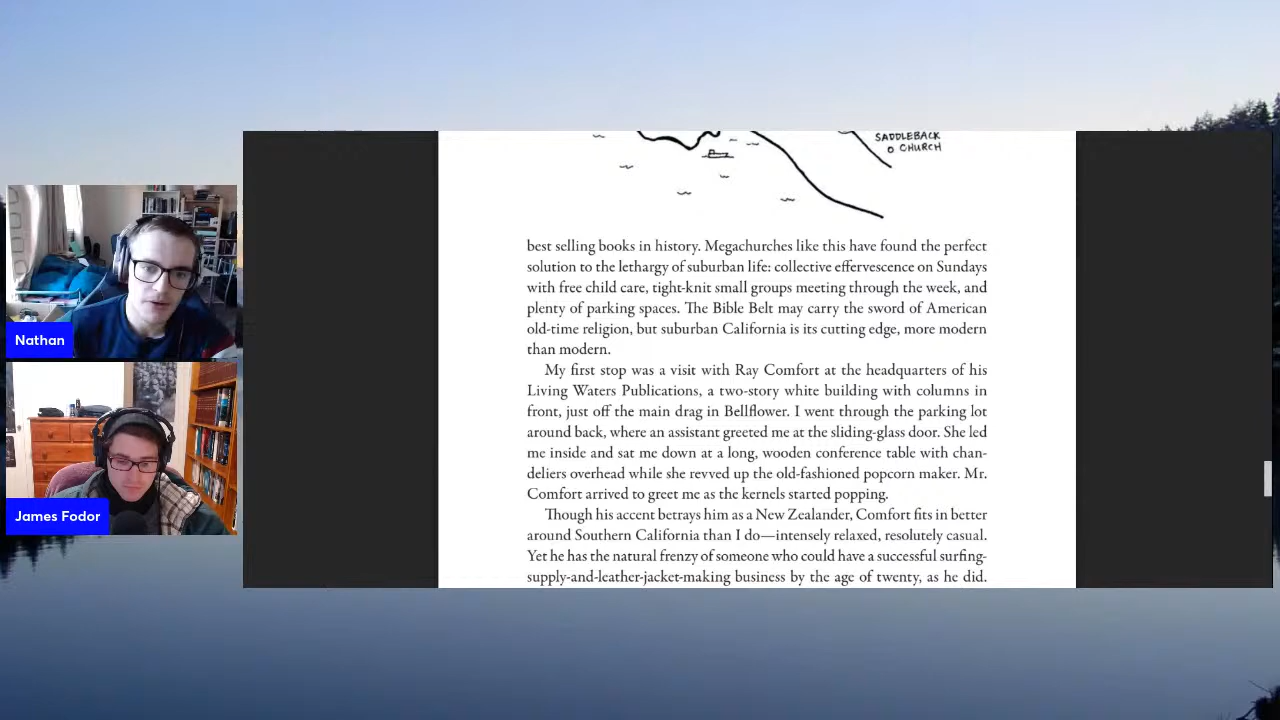 SADDLEBACK
CHURCH
best selling books in history. Megachurches like this have found the perfect
solution to the lethargy of suburban life: collective effervescence on Sundays
with free child care, tight-knit small groups meeting through the week, and
plenty of parking spaces. The Bible Belt may carry the sword of American
old-time religion, but suburban California is its cutting edge, more modern
than modern.
My first stop was a visit with Ray Comfort at the headquarters of his
Living Waters Publications, a two-story white building with columns in
front, just off the main drag in Bellflower. I went through the parking lot
around back, where an assistant greeted me at the sliding-glass door. She led
me inside and sat me down at a long, wooden conference table with chan-
deliers overhead while she revved up the old-fashioned popcorn maker. Mr.
Comfort arrived to greet me as the kernels started popping.
Though his accent betrays him as a New Zealander, Comfort fits in better
around Southern California than I do—intensely relaxed, resolutely casual.
Yet he has the natural frenzy of someone who could have a successful surfing-
supply-and-leather-jacket-making business by the age of twenty, as he did.
Nathan
James Fodor